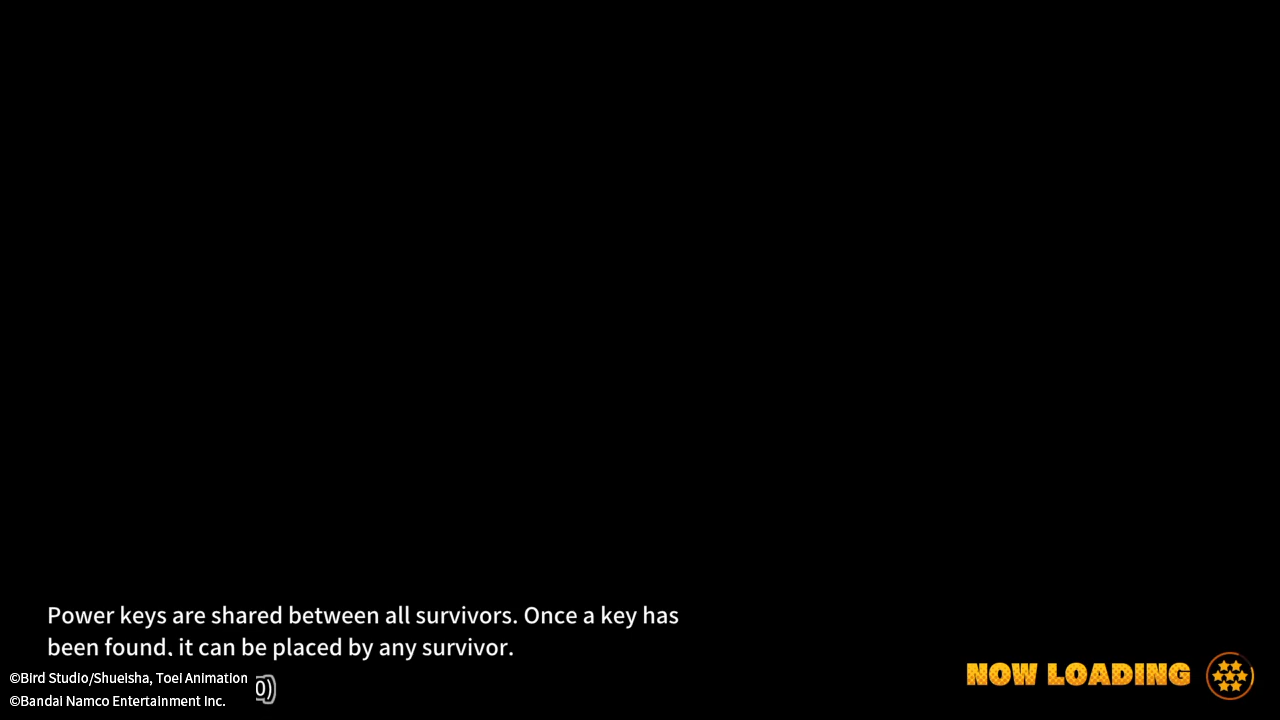 Power keys are shared between all survivors. Once a key has
been found, it can be placed by any survivor.
©Bird Studio/Shueisha, Toei Animation
©Bandai Namco Entertainment Inc.
NOW LOADING